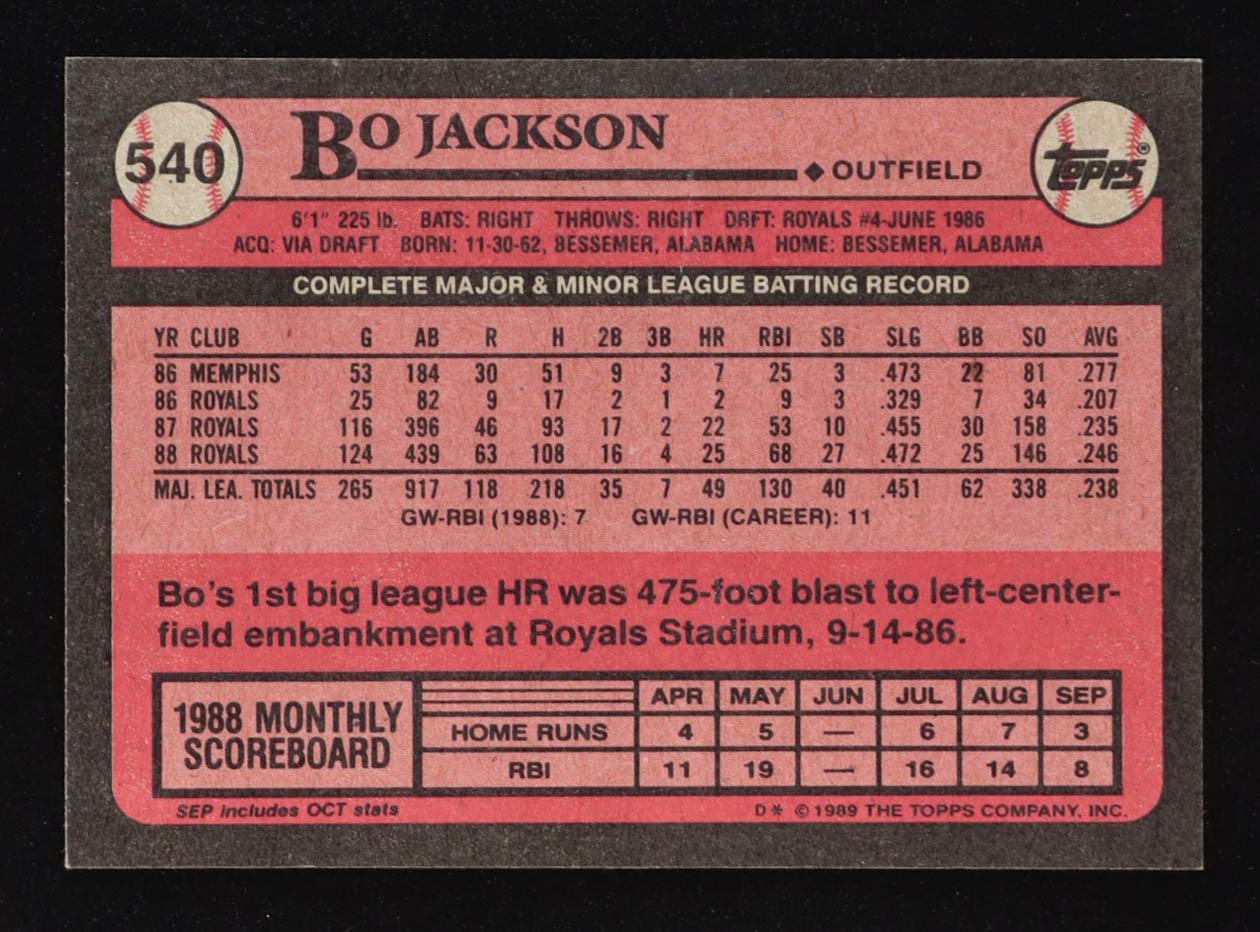 540
BO JACKSON
◆ OUTFIELD
TOPPS®
6'1" 225 lb. BATS: RIGHT THROWS: RIGHT DRFT: ROYALS #4-JUNE 1986
ACQ: VIA DRAFT BORN: 11-30-62, BESSEMER, ALABAMA HOME: BESSEMER, ALABAMA
COMPLETE MAJOR & MINOR LEAGUE BATTING RECORD
YR CLUB G AB R H 2B 3B HR RBI SB SLG BB SO AVG
86 MEMPHIS 53 184 30 51 9 3 7 25 3 .473 22 81 .277
86 ROYALS 25 82 9 17 2 1 2 9 3 .329 7 34 .207
87 ROYALS 116 396 46 93 17 2 22 53 10 .455 30 158 .235
88 ROYALS 124 439 63 108 16 4 25 68 27 .472 25 146 .246
MAJ. LEA. TOTALS 265 917 118 218 35 7 49 130 40 .451 62 338 .238
GW-RBI (1988): 7 GW-RBI (CAREER): 11
Bo's 1st big league HR was 475-foot blast to left-center-
field embankment at Royals Stadium, 9-14-86.
1988 MONTHLY
SCOREBOARD
APR MAY JUN JUL AUG SEP
HOME RUNS 4 5 — 6 7 3
RBI 11 19 — 16 14 8
SEP includes OCT stats
D* © 1989 THE TOPPS COMPANY, INC.